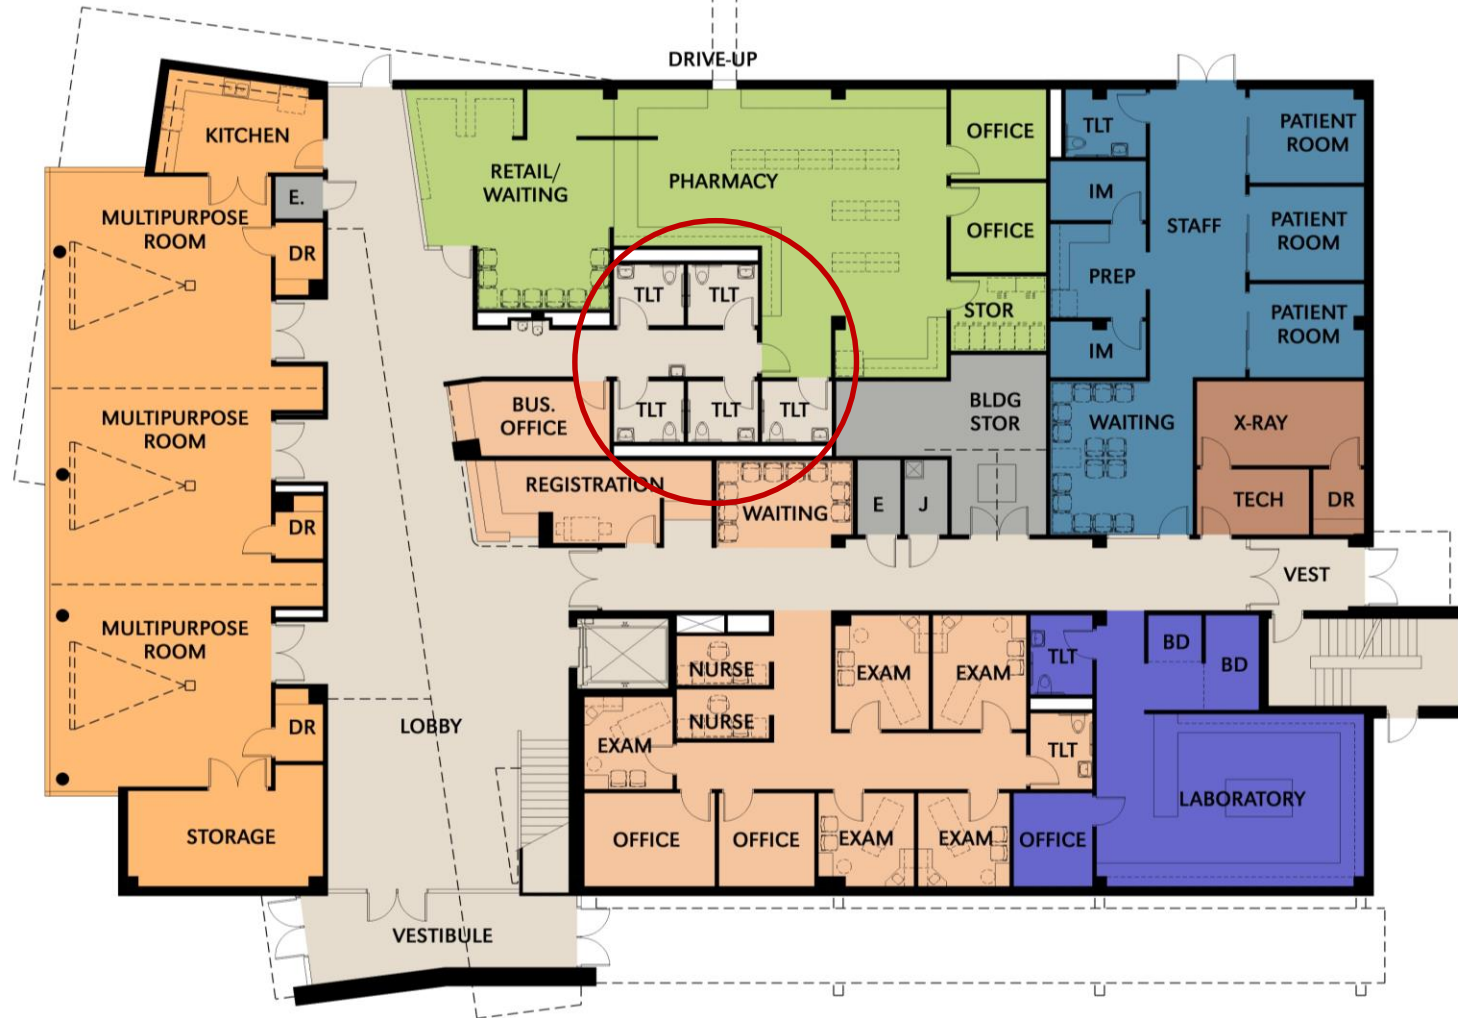 DRIVE-UP
KITCHEN
E.
MULTIPURPOSE
ROOM
DR
RETAIL/
WAITING
PHARMACY
OFFICE
OFFICE
STOR
TLT
IM
PREP
IM
STAFF
PATIENT
ROOM
PATIENT
ROOM
PATIENT
ROOM
TLT
TLT
TLT
TLT
TLT
BUS.
OFFICE
BLDG
STOR
WAITING
X-RAY
TECH
DR
MULTIPURPOSE
ROOM
DR
REGISTRATION
WAITING
E
J
VEST
MULTIPURPOSE
ROOM
DR
LOBBY
NURSE
NURSE
EXAM
EXAM
EXAM
TLT
BD
BD
TLT
LABORATORY
STORAGE
OFFICE
OFFICE
EXAM
EXAM
OFFICE
VESTIBULE